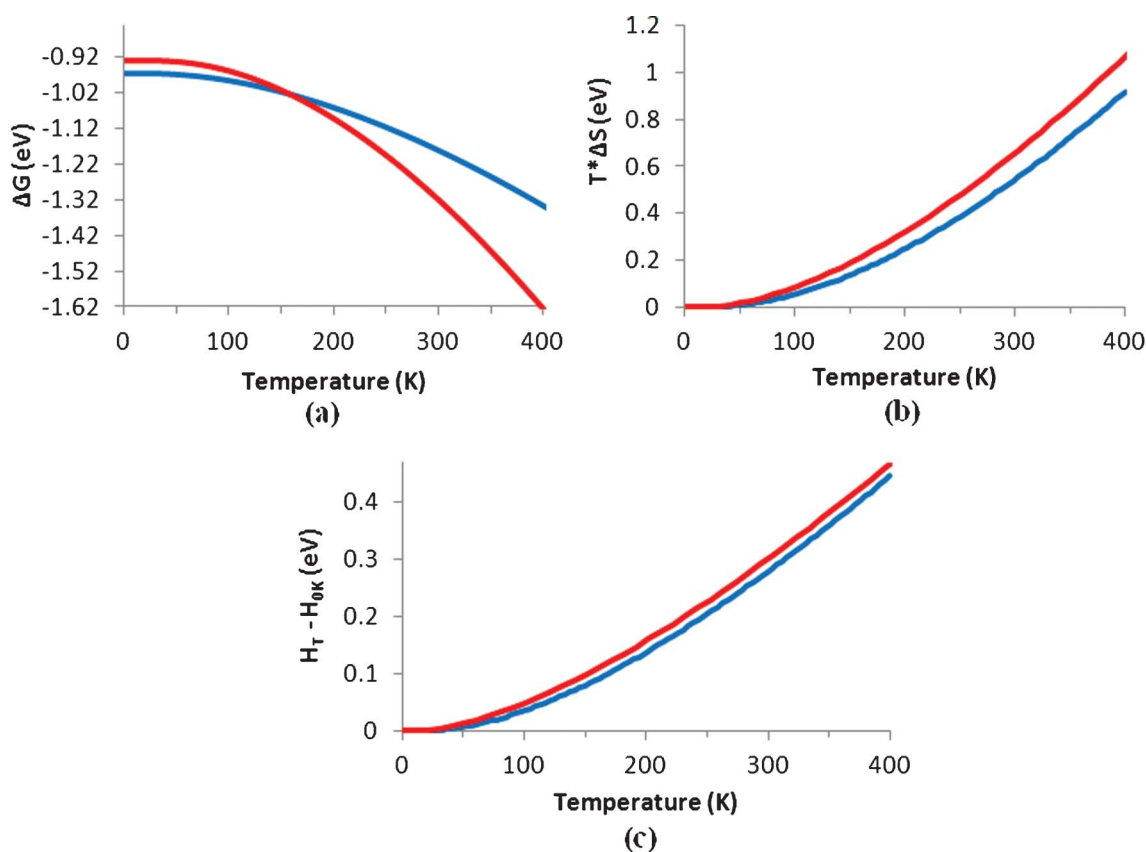 ΔG (eV)
-0.92
-1.02
-1.12
-1.22
-1.32
-1.42
-1.52
-1.62
0 100 200 300 400
Temperature (K)
(a)
T*ΔS (eV)
1.2
1
0.8
0.6
0.4
0.2
0
0 100 200 300 400
Temperature (K)
(b)
H_T - H_0K (eV)
0.4
0.3
0.2
0.1
0
0 100 200 300 400
Temperature (K)
(c)